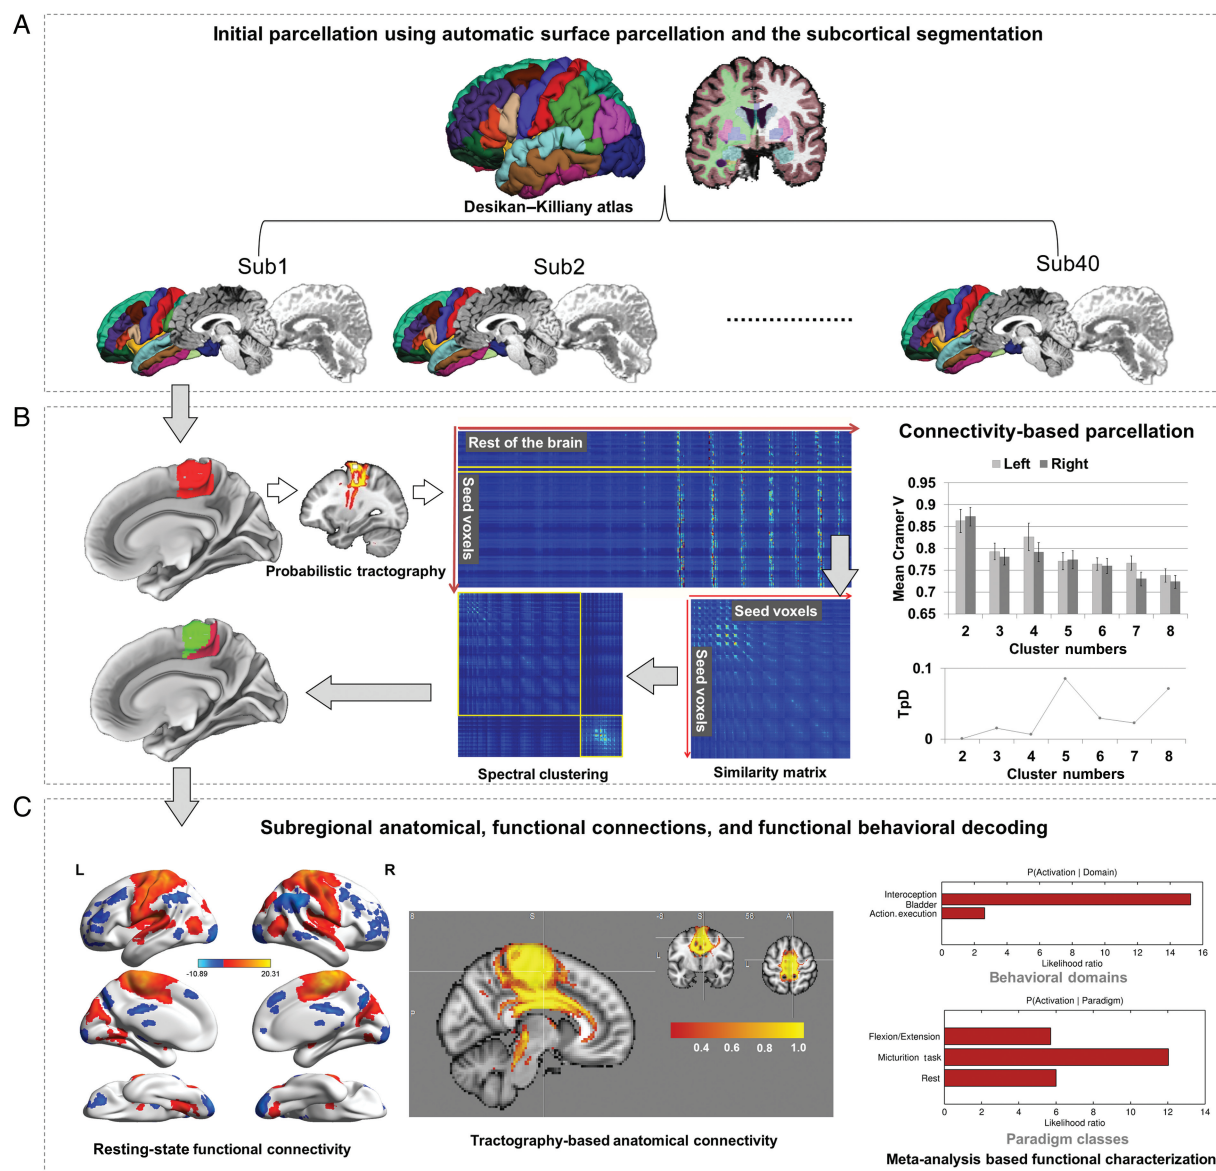 A
Initial parcellation using automatic surface parcellation and the subcortical segmentation
Desikan–Killiany atlas
Sub1
Sub2
Sub40
B
Rest of the brain
Seed voxels
Probabilistic tractography
Seed voxels
Seed voxels
Spectral clustering
Similarity matrix
Connectivity-based parcellation
Left Right
Mean Cramer V
0.95
0.9
0.85
0.8
0.75
0.7
0.65
2 3 4 5 6 7 8
Cluster numbers
TpD
0.1
0
2 3 4 5 6 7 8
Cluster numbers
C
Subregional anatomical, functional connections, and functional behavioral decoding
L R
-10.89 20.31
Resting-state functional connectivity
S
0.4 0.6 0.8 1.0
Tractography-based anatomical connectivity
P(Activation | Domain)
Interoception
Bladder
Action.execution
0 2 4 6 8 10 12 14 16
Likelihood ratio
Behavioral domains
P(Activation | Paradigm)
Flexion/Extension
Micturition task
Rest
0 2 4 6 8 10 12 14
Likelihood ratio
Paradigm classes
Meta-analysis based functional characterization